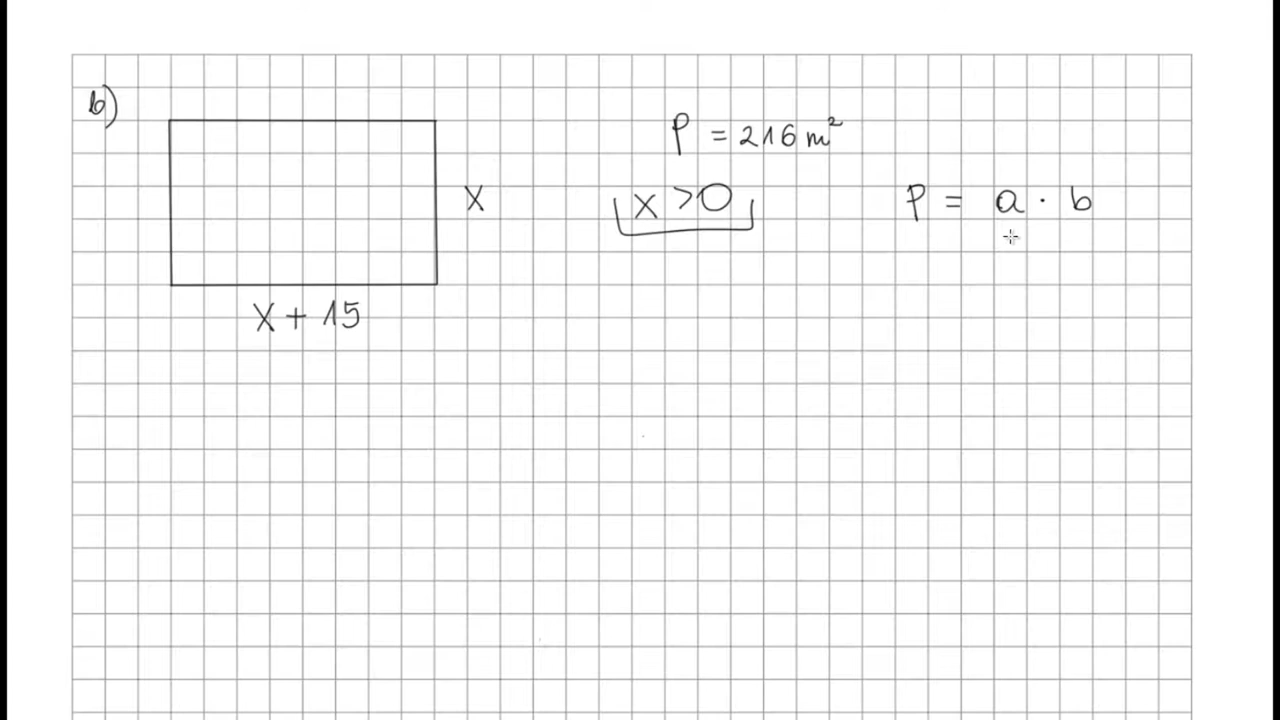 b)
P = 216 m²
x
x > 0
P = a · b
x + 15